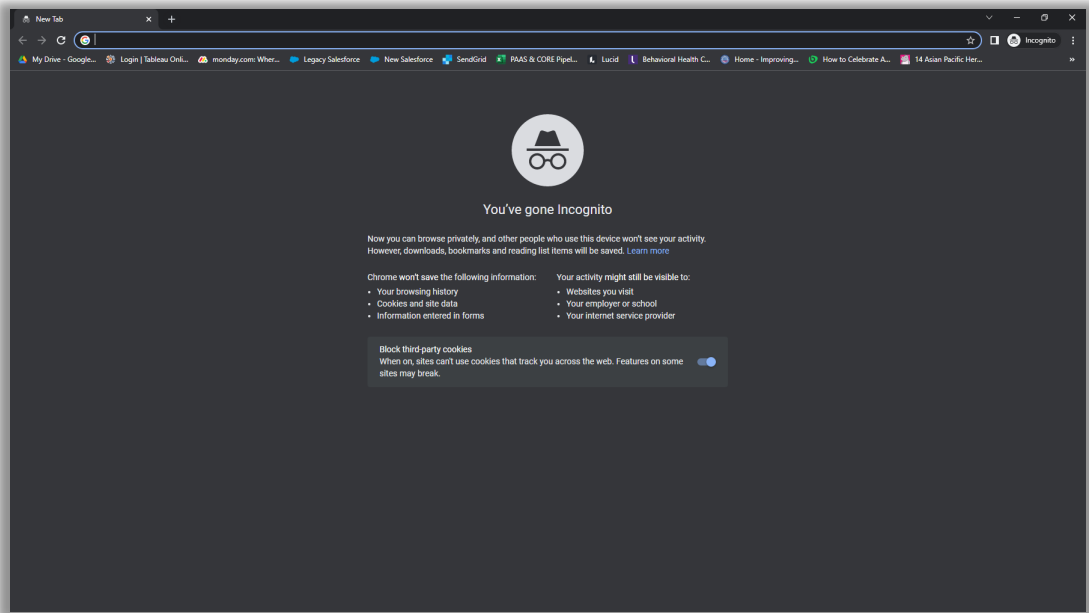 New Tab
Incognito
My Drive - Google... Login | Tableau Onli... monday.com: Wher... Legacy Salesforce New Salesforce SendGrid PAAS & CORE Pipel... Lucid Behavioral Health C... Home - Improving... How to Celebrate A... 14 Asian Pacific Her... »
You've gone Incognito
Now you can browse privately, and other people who use this device won't see your activity.
However, downloads, bookmarks and reading list items will be saved. Learn more
Chrome won't save the following information:
• Your browsing history
• Cookies and site data
• Information entered in forms
Your activity might still be visible to:
• Websites you visit
• Your employer or school
• Your internet service provider
Block third-party cookies
When on, sites can't use cookies that track you across the web. Features on some
sites may break.